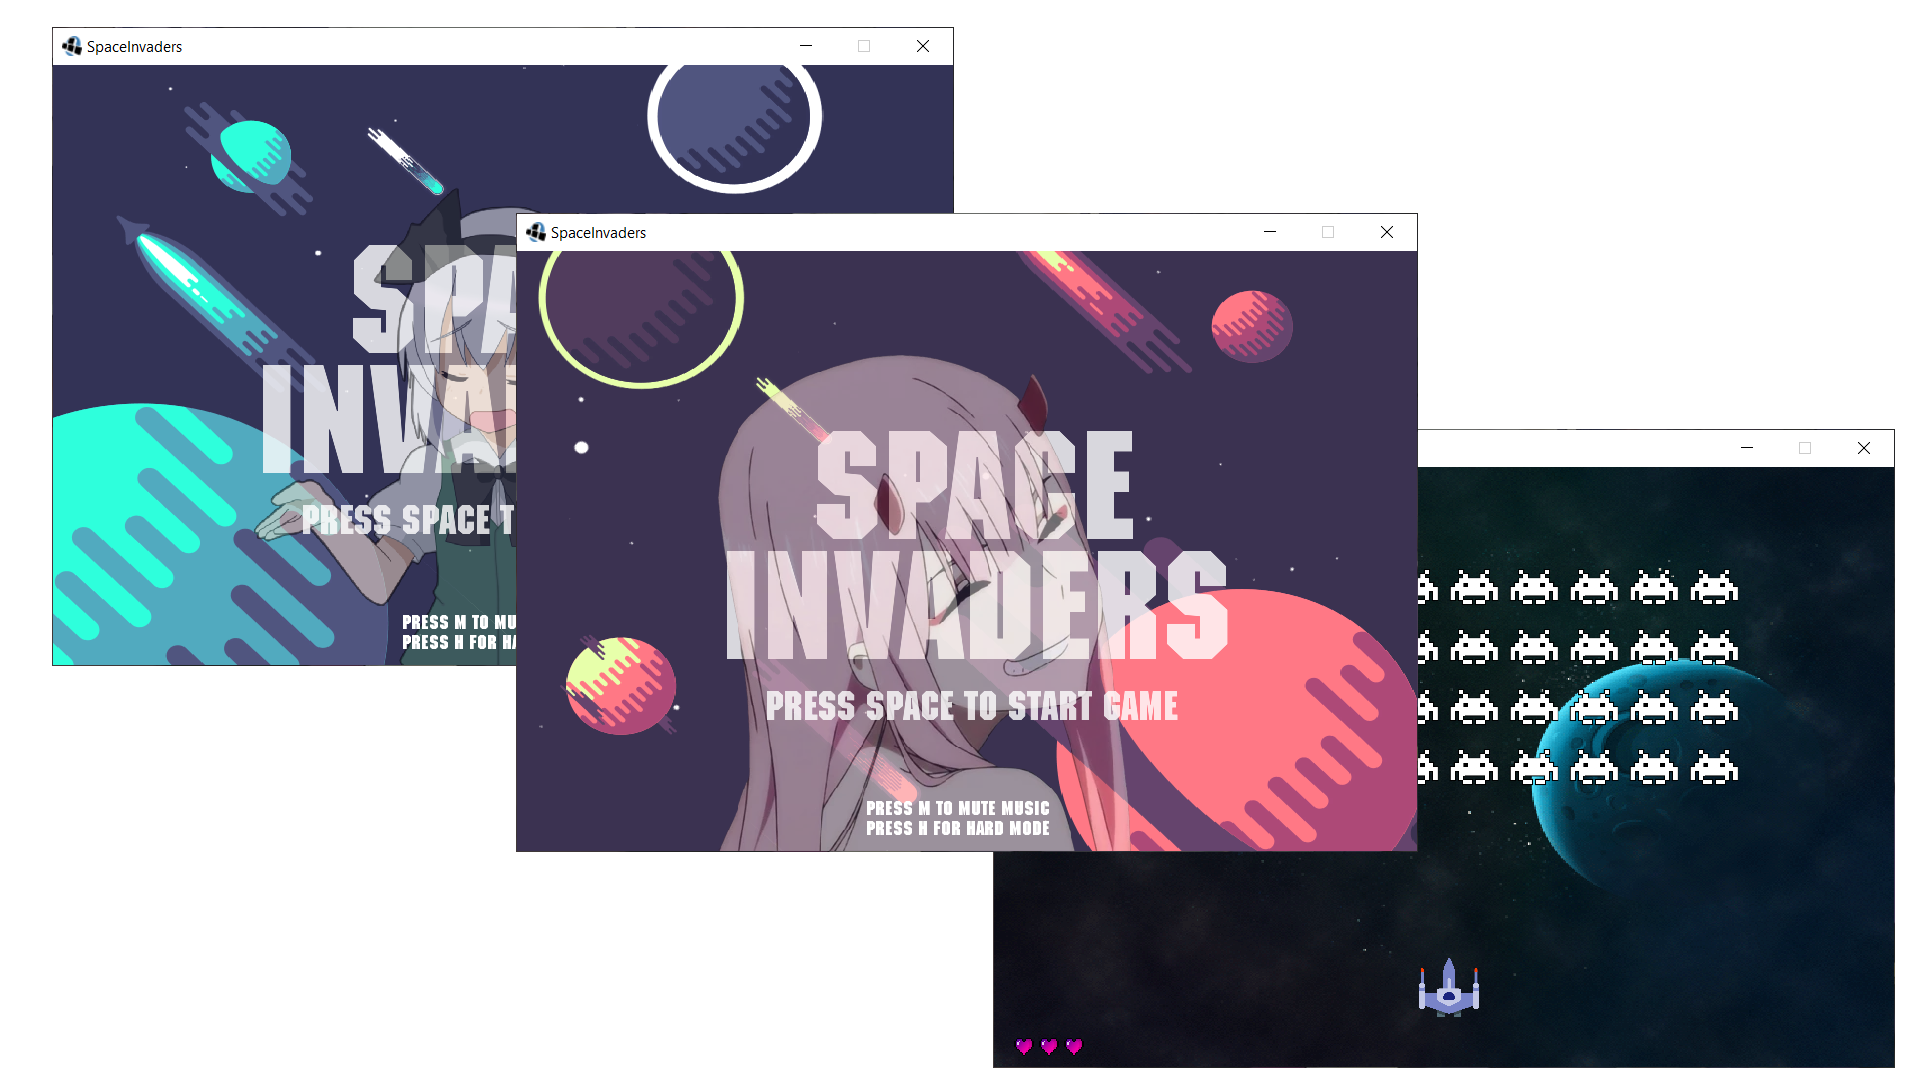 SpaceInvaders
SPA
INVA
PRESS SPACE T
PRESS M TO MU
PRESS H FOR HA
SpaceInvaders
SPACE
INVADERS
PRESS SPACE TO START GAME
PRESS M TO MUTE MUSIC
PRESS H FOR HARD MODE